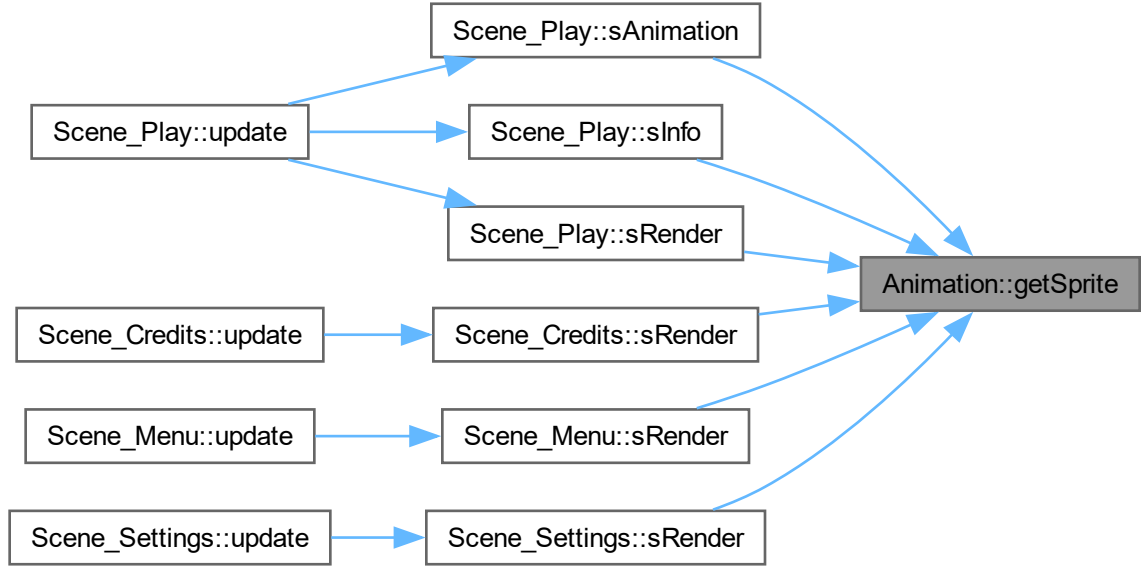 Scene_Play::sAnimation
Scene_Play::update
Scene_Play::sInfo
Scene_Play::sRender
Animation::getSprite
Scene_Credits::update
Scene_Credits::sRender
Scene_Menu::update
Scene_Menu::sRender
Scene_Settings::update
Scene_Settings::sRender